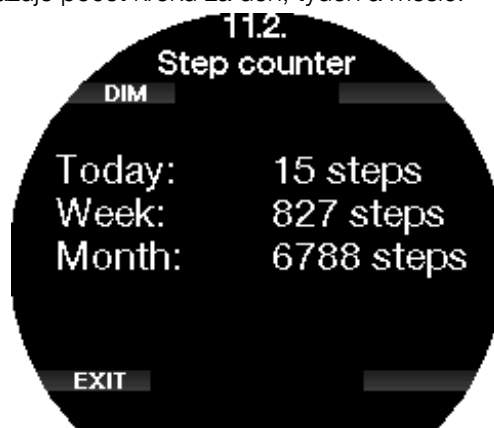 počet kroků za den, týden a měsíc.
11.2.
Step counter
DIM
Today: 15 steps
Week: 827 steps
Month: 6788 steps
EXIT